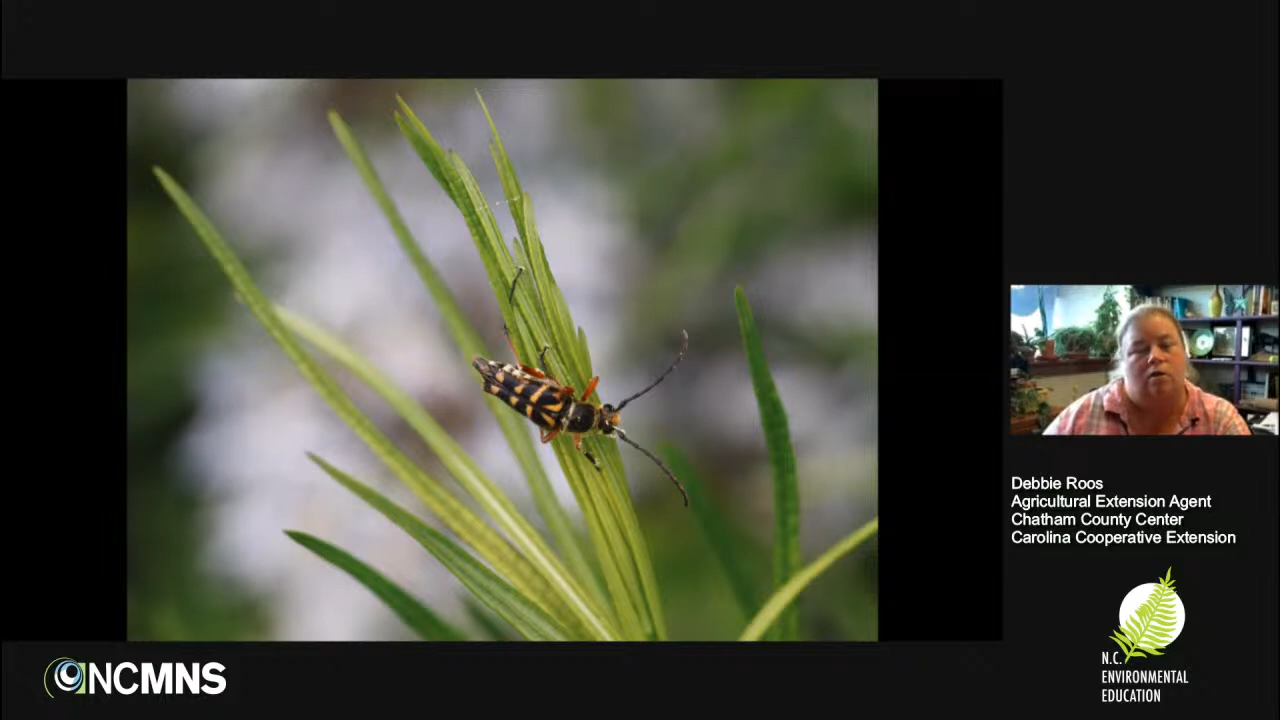 Debbie Roos
Agricultural Extension Agent
Chatham County Center
Carolina Cooperative Extension
N.C.
ENVIRONMENTAL
EDUCATION
NCMNS